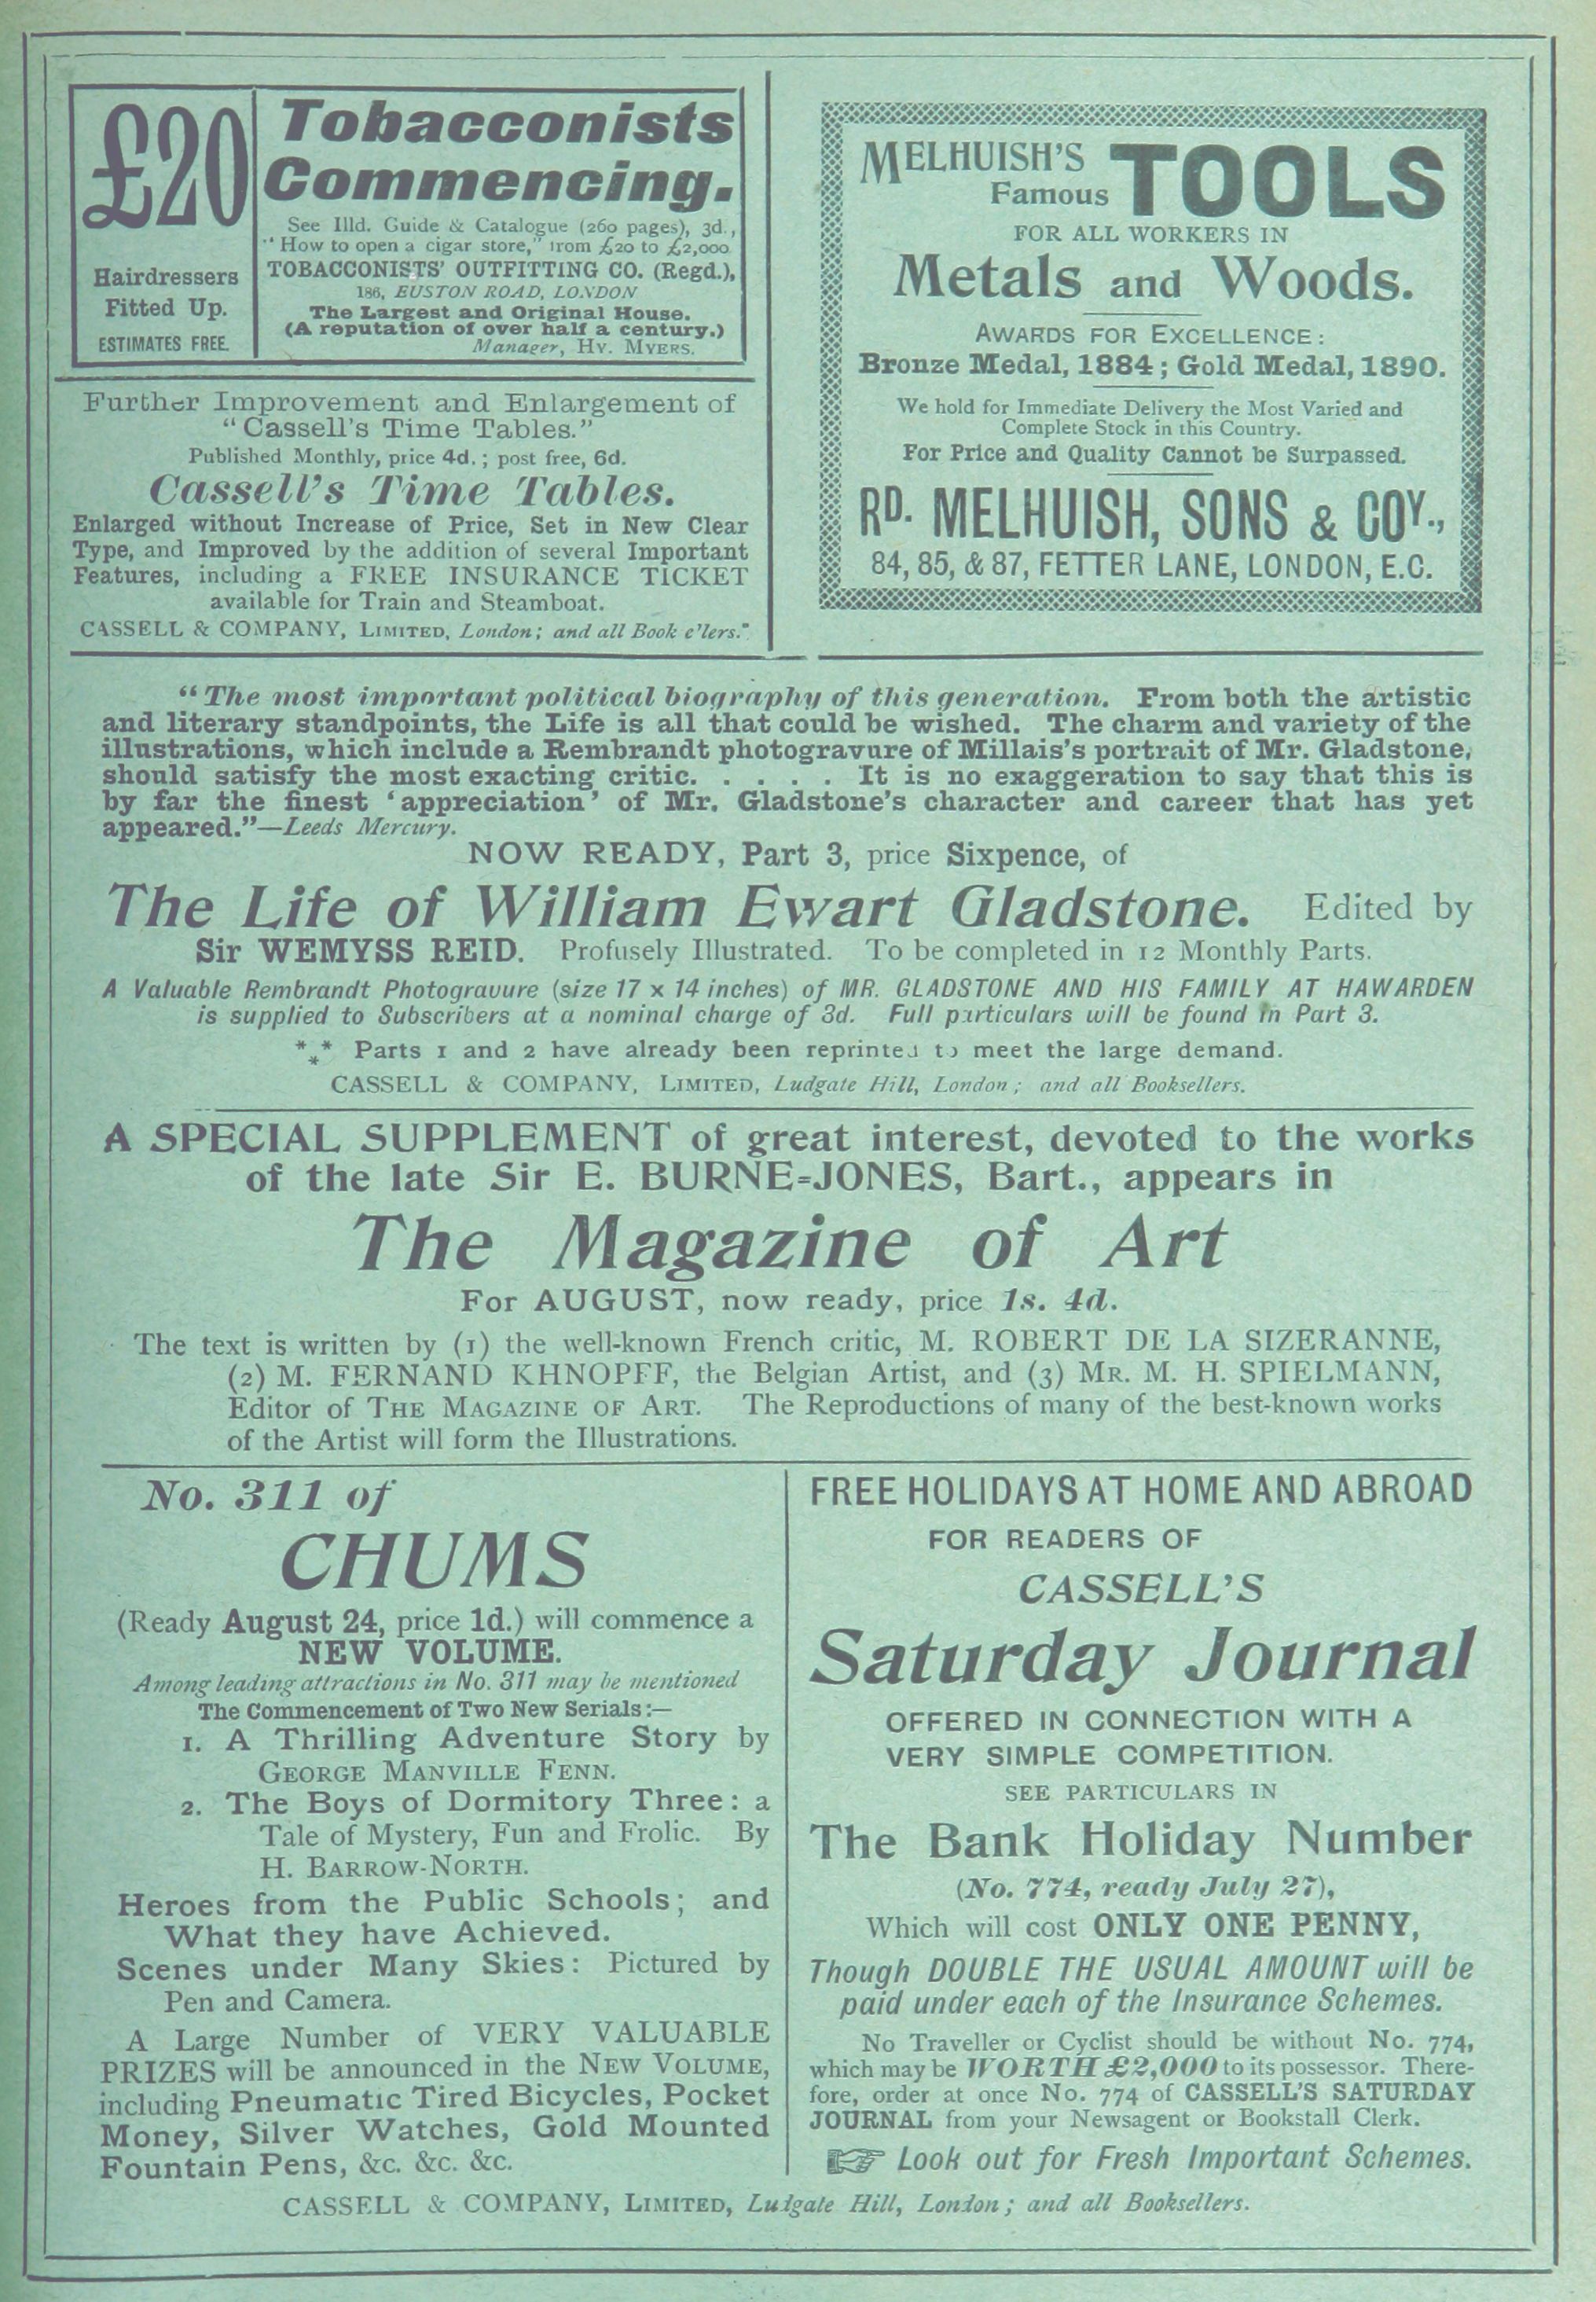 £20
Hairdressers
Fitted Up.
ESTIMATES FREE.
Tobacconists
Commencing.
See Illd. Guide & Catalogue (260 pages), 3d.,
"How to open a cigar store," from £20 to £2,000
TOBACCONISTS' OUTFITTING CO. (Regd.),
186, EUSTON ROAD, LONDON
The Largest and Original House.
(A reputation of over half a century.)
Manager, HY. MYERS.
Further Improvement and Enlargement of
"Cassell's Time Tables."
Published Monthly, price 4d.; post free, 6d.
Cassell's Time Tables.
Enlarged without Increase of Price, Set in New Clear
Type, and Improved by the addition of several Important
Features, including a FREE INSURANCE TICKET
available for Train and Steamboat.
CASSELL & COMPANY, LIMITED, London; and all Book e'lers."
MELHUISH'S
Famous TOOLS
FOR ALL WORKERS IN
Metals and Woods.
AWARDS FOR EXCELLENCE:
Bronze Medal, 1884; Gold Medal, 1890.
We hold for Immediate Delivery the Most Varied and
Complete Stock in this Country.
For Price and Quality Cannot be Surpassed.
RD. MELHUISH, SONS & COY.,
84, 85, & 87, FETTER LANE, LONDON, E.C.
"The most important political biography of this generation. From both the artistic
and literary standpoints, the Life is all that could be wished. The charm and variety of the
illustrations, which include a Rembrandt photogravure of Millais's portrait of Mr. Gladstone,
should satisfy the most exacting critic. . . . . . It is no exaggeration to say that this is
by far the finest 'appreciation' of Mr. Gladstone's character and career that has yet
appeared."—Leeds Mercury.
NOW READY, Part 3, price Sixpence, of
The Life of William Ewart Gladstone. Edited by
Sir WEMYSS REID. Profusely Illustrated. To be completed in 12 Monthly Parts.
A Valuable Rembrandt Photogravure (size 17 x 14 inches) of MR. GLADSTONE AND HIS FAMILY AT HAWARDEN
is supplied to Subscribers at a nominal charge of 3d. Full particulars will be found in Part 3.
*** Parts 1 and 2 have already been reprinted to meet the large demand.
CASSELL & COMPANY, LIMITED, Ludgate Hill, London; and all Booksellers.
A SPECIAL SUPPLEMENT of great interest, devoted to the works
of the late Sir E. BURNE-JONES, Bart., appears in
The Magazine of Art
For AUGUST, now ready, price 1s. 4d.
The text is written by (1) the well-known French critic, M. ROBERT DE LA SIZERANNE,
(2) M. FERNAND KHNOPFF, the Belgian Artist, and (3) MR. M. H. SPIELMANN,
Editor of THE MAGAZINE OF ART. The Reproductions of many of the best-known works
of the Artist will form the Illustrations.
No. 311 of
CHUMS
(Ready August 24, price 1d.) will commence a
NEW VOLUME.
Among leading attractions in No. 311 may be mentioned
The Commencement of Two New Serials:—
1. A Thrilling Adventure Story by
GEORGE MANVILLE FENN.
2. The Boys of Dormitory Three: a
Tale of Mystery, Fun and Frolic. By
H. BARROW-NORTH.
Heroes from the Public Schools; and
What they have Achieved.
Scenes under Many Skies: Pictured by
Pen and Camera.
A Large Number of VERY VALUABLE
PRIZES will be announced in the NEW VOLUME,
including Pneumatic Tired Bicycles, Pocket
Money, Silver Watches, Gold Mounted
Fountain Pens, &c. &c. &c.
FREE HOLIDAYS AT HOME AND ABROAD
FOR READERS OF
CASSELL'S
Saturday Journal
OFFERED IN CONNECTION WITH A
VERY SIMPLE COMPETITION.
SEE PARTICULARS IN
The Bank Holiday Number
(No. 774, ready July 27),
Which will cost ONLY ONE PENNY,
Though DOUBLE THE USUAL AMOUNT will be
paid under each of the Insurance Schemes.
No Traveller or Cyclist should be without No. 774,
which may be WORTH £2,000 to its possessor. There-
fore, order at once No. 774 of CASSELL'S SATURDAY
JOURNAL from your Newsagent or Bookstall Clerk.
☞ Look out for Fresh Important Schemes.
CASSELL & COMPANY, LIMITED, Ludgate Hill, London; and all Booksellers.